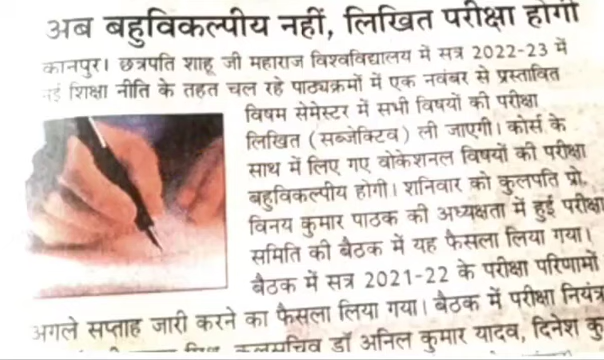 अब बहुविकल्पीय नहीं, लिखित परीक्षा होगी
कानपुर। छत्रपति शाहू जी महाराज विश्वविद्यालय में सत्र 2022-23 में
नई शिक्षा नीति के तहत चल रहे पाठ्यक्रमों में एक नवंबर से प्रस्तावित
विषम सेमेस्टर में सभी विषयों की परीक्षा
लिखित (सब्जेक्टिव) ली जाएगी। कोर्स के
साथ में लिए गए वोकेशनल विषयों की परीक्षा
बहुविकल्पीय होगी। शनिवार को कुलपति प्रो.
विनय कुमार पाठक की अध्यक्षता में हुई परीक्षा
समिति की बैठक में यह फैसला लिया गया।
बैठक में सत्र 2021-22 के परीक्षा परिणामों
अगले सप्ताह जारी करने का फैसला लिया गया। बैठक में परीक्षा नियंत्र
कुलसचिव डॉ अनिल कुमार यादव, दिनेश कु